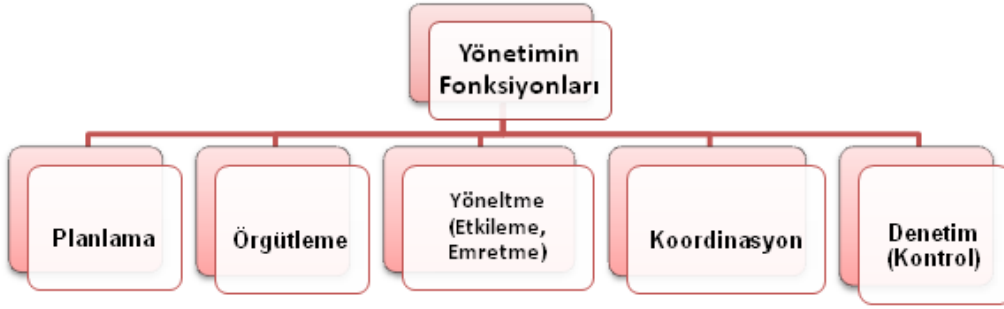 Yönetimin
Fonksiyonları
Planlama
Örgütleme
Yöneltme
(Etkileme,
Emretme)
Koordinasyon
Denetim
(Kontrol)